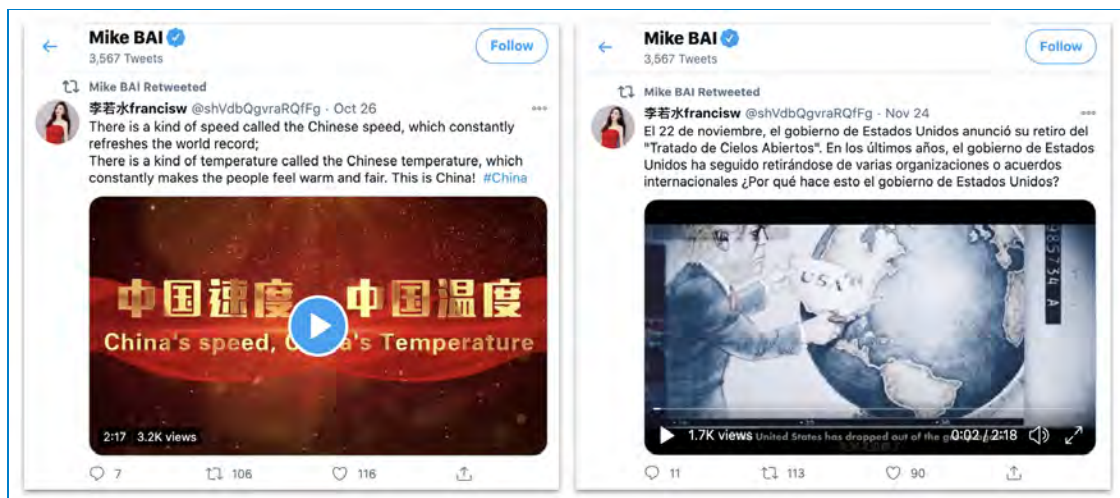 Mike BAI
3,567 Tweets
Follow
Mike BAI Retweeted
李若水francisw @shVdbQgvraRQfFg · Oct 26
There is a kind of speed called the Chinese speed, which constantly
refreshes the world record;
There is a kind of temperature called the Chinese temperature, which
constantly makes the people feel warm and fair. This is China! #China
中国速度 中国温度
China's speed, C a's Temperature
2:17 3.2K views
7 106 116
Mike BAI
3,567 Tweets
Follow
Mike BAI Retweeted
李若水francisw @shVdbQgvraRQfFg · Nov 24
El 22 de noviembre, el gobierno de Estados Unidos anunció su retiro del
"Tratado de Cielos Abiertos". En los últimos años, el gobierno de Estados
Unidos ha seguido retirándose de varias organizaciones o acuerdos
internacionales ¿Por qué hace esto el gobierno de Estados Unidos?
USA
985734 A
1.7K views United States has dropped out of the 0:02 / 2:18
11 113 90